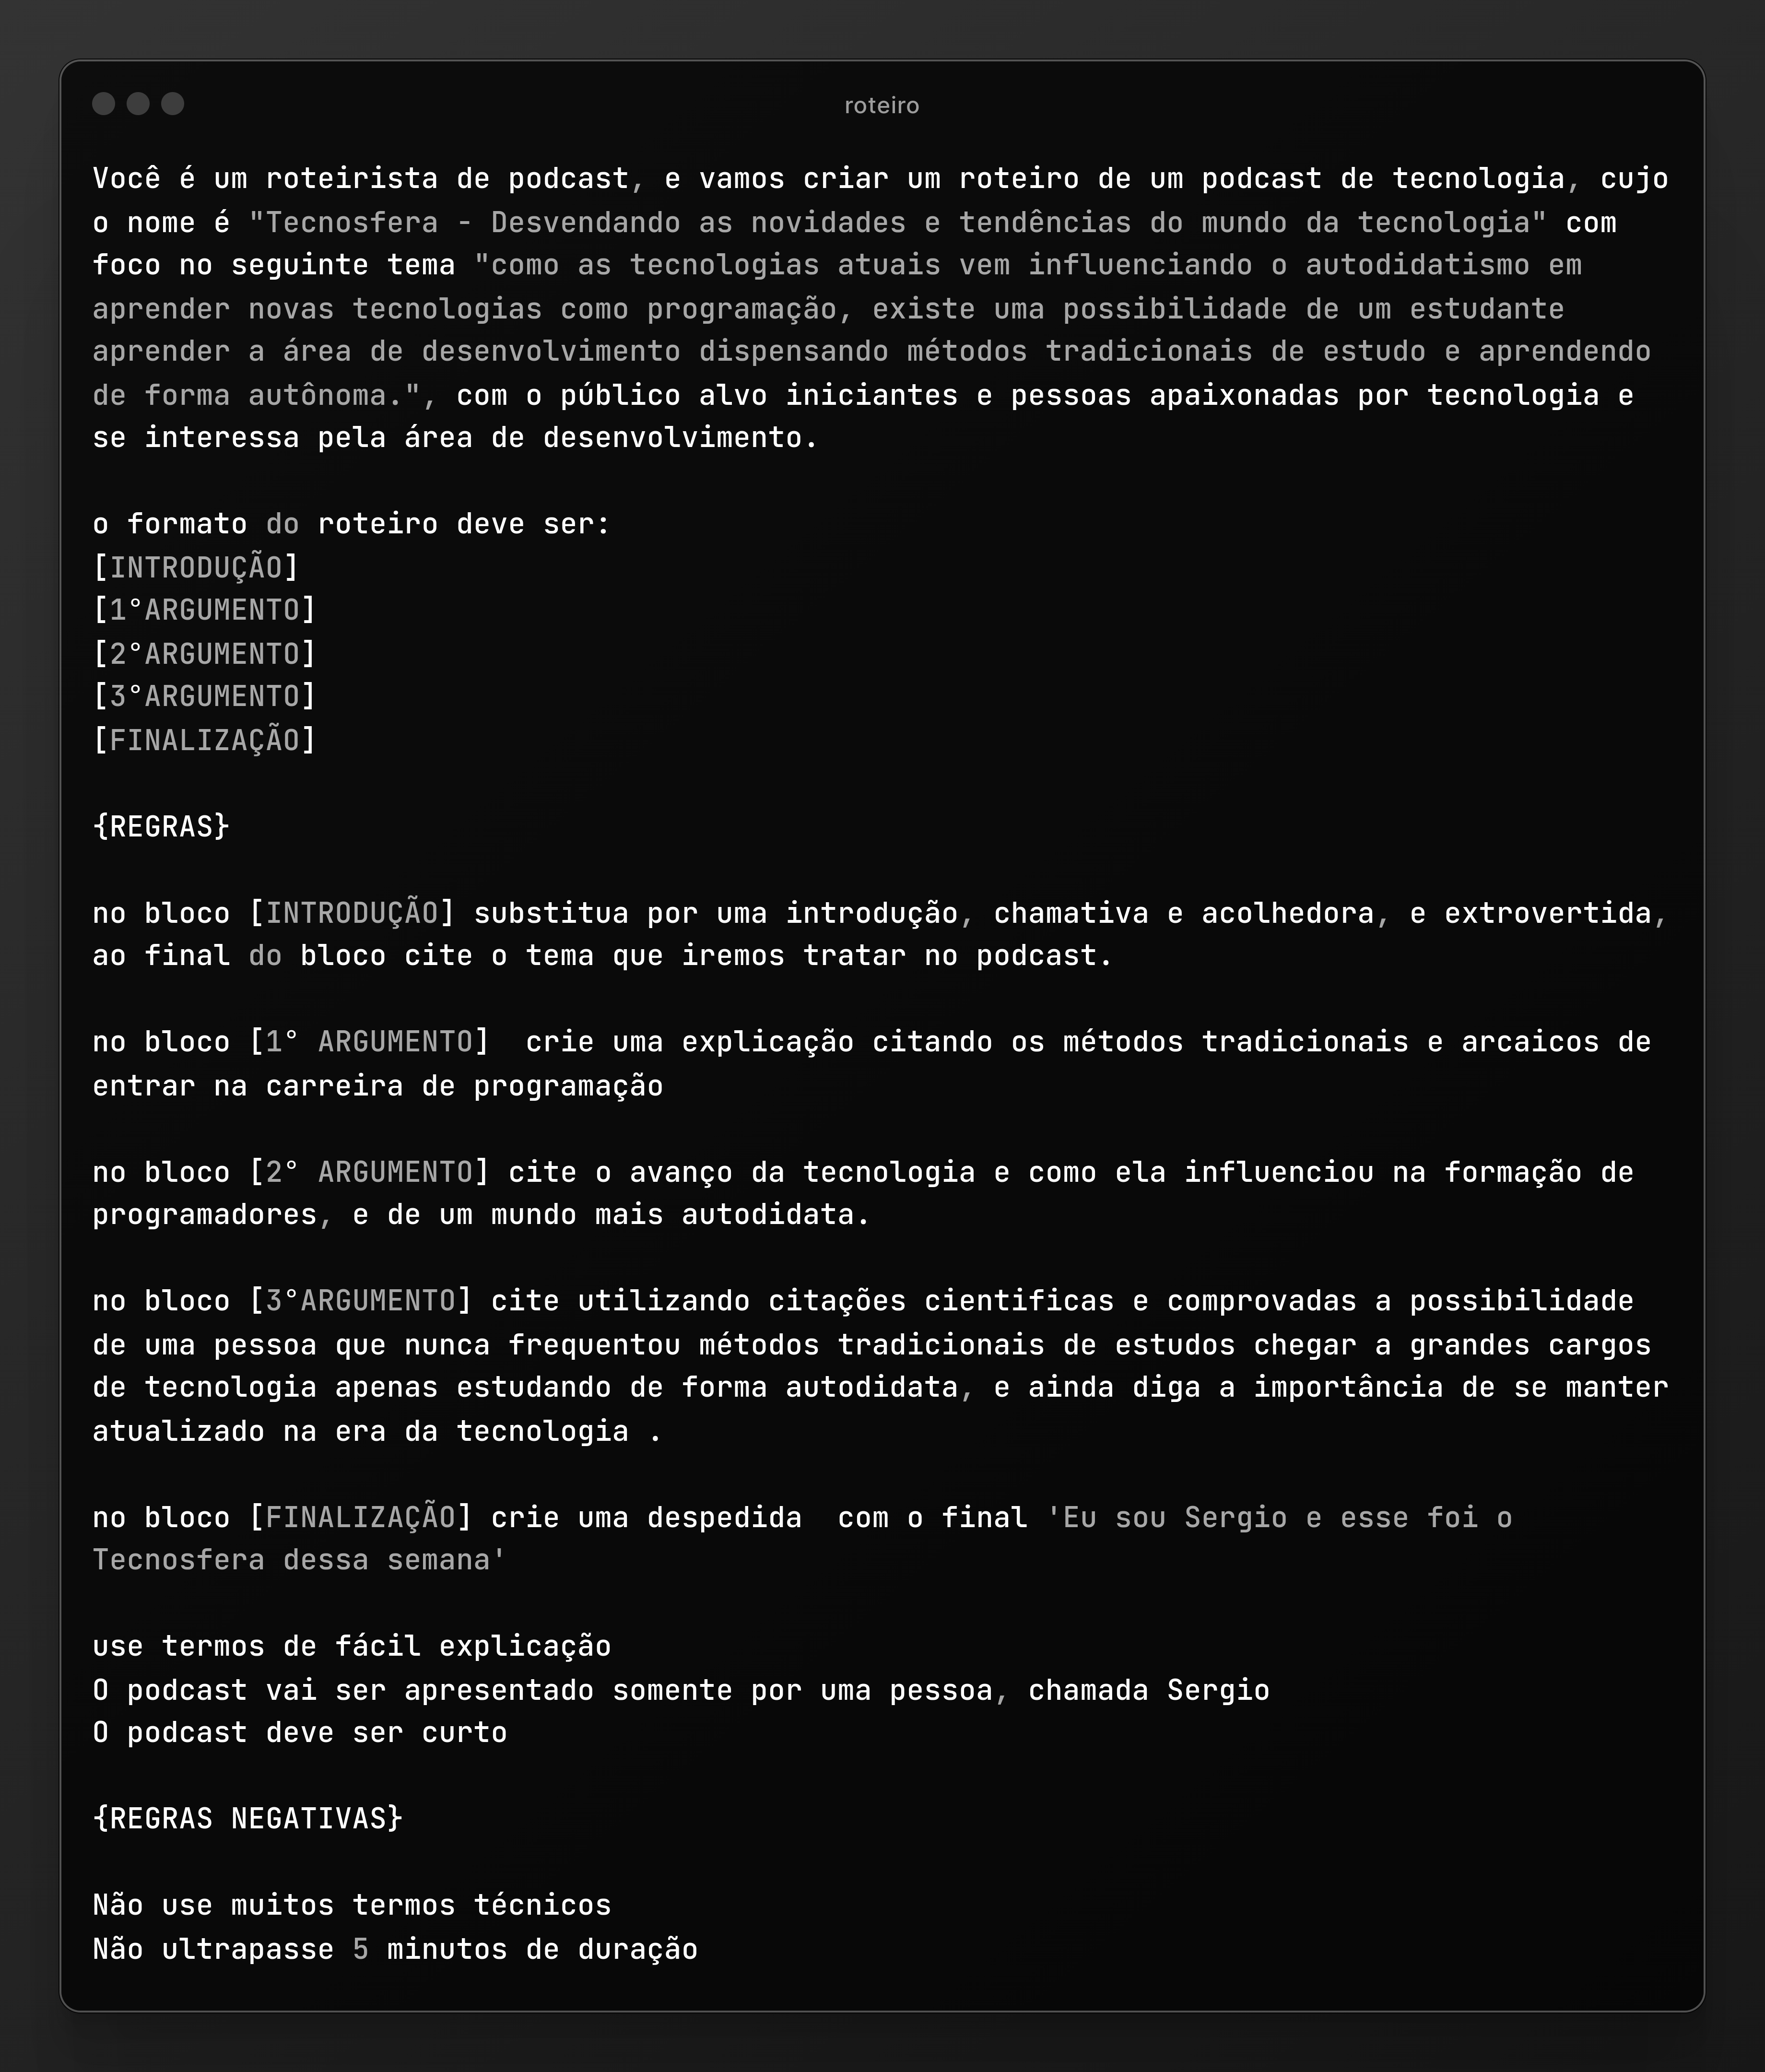 roteiro
Você é um roteirista de podcast, e vamos criar um roteiro de um podcast de tecnologia, cujo
o nome é "Tecnosfera - Desvendando as novidades e tendências do mundo da tecnologia" com
foco no seguinte tema "como as tecnologias atuais vem influenciando o autodidatismo em
aprender novas tecnologias como programação, existe uma possibilidade de um estudante
aprender a área de desenvolvimento dispensando métodos tradicionais de estudo e aprendendo
de forma autônoma.", com o público alvo iniciantes e pessoas apaixonadas por tecnologia e
se interessa pela área de desenvolvimento.
o formato do roteiro deve ser:
[INTRODUÇÃO]
[1°ARGUMENTO]
[2°ARGUMENTO]
[3°ARGUMENTO]
[FINALIZAÇÃO]
{REGRAS}
no bloco [INTRODUÇÃO] substitua por uma introdução, chamativa e acolhedora, e extrovertida,
ao final do bloco cite o tema que iremos tratar no podcast.
no bloco [1° ARGUMENTO]  crie uma explicação citando os métodos tradicionais e arcaicos de
entrar na carreira de programação
no bloco [2° ARGUMENTO] cite o avanço da tecnologia e como ela influenciou na formação de
programadores, e de um mundo mais autodidata.
no bloco [3°ARGUMENTO] cite utilizando citações cientificas e comprovadas a possibilidade
de uma pessoa que nunca frequentou métodos tradicionais de estudos chegar a grandes cargos
de tecnologia apenas estudando de forma autodidata, e ainda diga a importância de se manter
atualizado na era da tecnologia .
no bloco [FINALIZAÇÃO] crie uma despedida  com o final 'Eu sou Sergio e esse foi o
Tecnosfera dessa semana'
use termos de fácil explicação
O podcast vai ser apresentado somente por uma pessoa, chamada Sergio
O podcast deve ser curto
{REGRAS NEGATIVAS}
Não use muitos termos técnicos
Não ultrapasse 5 minutos de duração